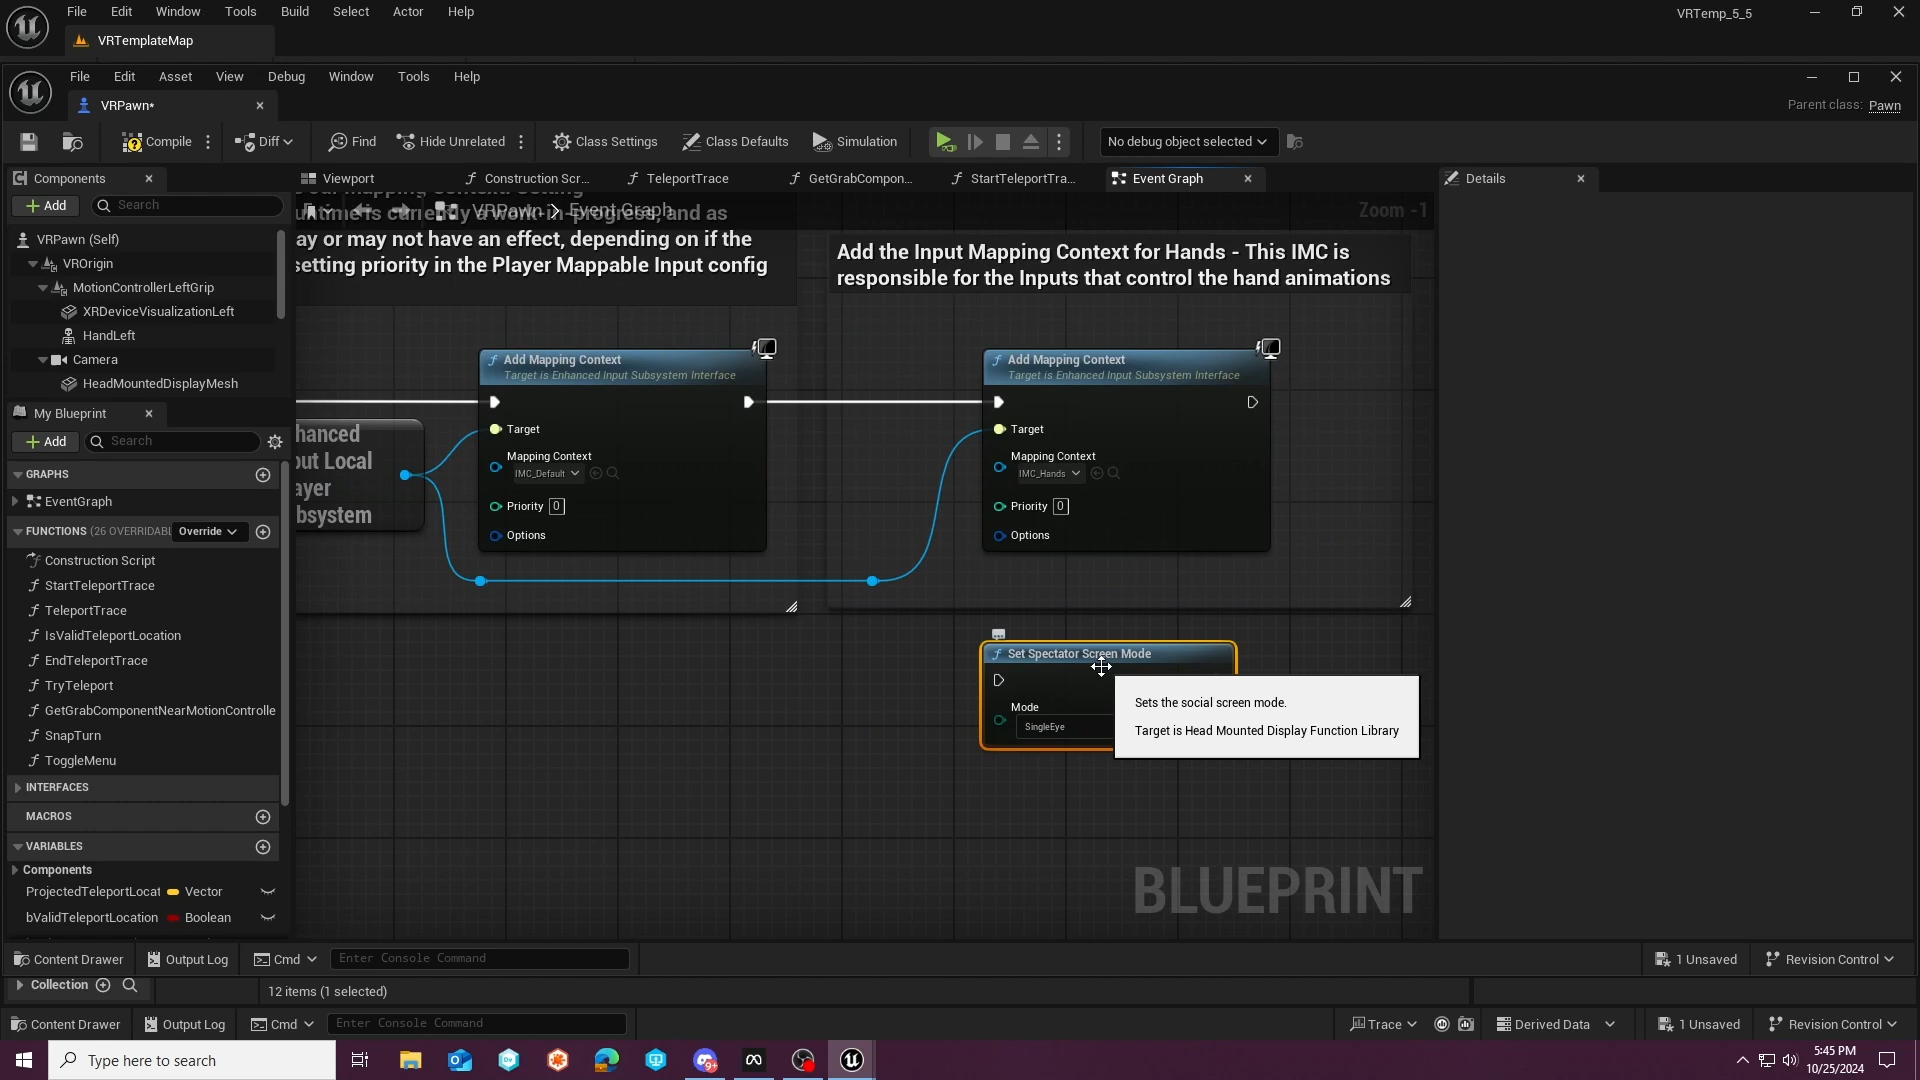 File Edit Window Tools Build Select Actor Help
VRTemp_5_5
VRTemplateMap
File Edit Asset View Debug Window Tools Help
VRPawn*
Parent class: Pawn
Compile Diff Find Hide Unrelated Class Settings Class Defaults Simulation No debug object selected
Components
Viewport Construction Scr... TeleportTrace GetGrabCompon... StartTeleportTra... Event Graph
Details
Add Search
VRPawn > Event Graph
Zoom -1
ay or may not have an effect, depending on if the
setting priority in the Player Mappable Input config
Add the Input Mapping Context for Hands - This IMC is
responsible for the Inputs that control the hand animations
VRPawn (Self)
VROrigin
MotionControllerLeftGrip
XRDeviceVisualizationLeft
HandLeft
Camera
HeadMountedDisplayMesh
Add Mapping Context
Target is Enhanced Input Subsystem Interface
Target
Mapping Context
IMC_Default
Priority 0
Options
Add Mapping Context
Target is Enhanced Input Subsystem Interface
Target
Mapping Context
IMC_Hands
Priority 0
Options
hanced
out Local
ayer
bsystem
My Blueprint
Add Search
GRAPHS
EventGraph
FUNCTIONS (26 OVERRIDABL Override
Construction Script
StartTeleportTrace
TeleportTrace
IsValidTeleportLocation
EndTeleportTrace
TryTeleport
GetGrabComponentNearMotionControlle
SnapTurn
ToggleMenu
INTERFACES
MACROS
VARIABLES
Components
ProjectedTeleportLocat Vector
bValidTeleportLocation Boolean
Set Spectator Screen Mode
Mode
SingleEye
Sets the social screen mode.
Target is Head Mounted Display Function Library
BLUEPRINT
Content Drawer Output Log Cmd Enter Console Command 1 Unsaved Revision Control
Collection
12 items (1 selected)
Content Drawer Output Log Cmd Enter Console Command Trace Derived Data 1 Unsaved Revision Control
Type here to search
9+
5:45 PM
10/25/2024